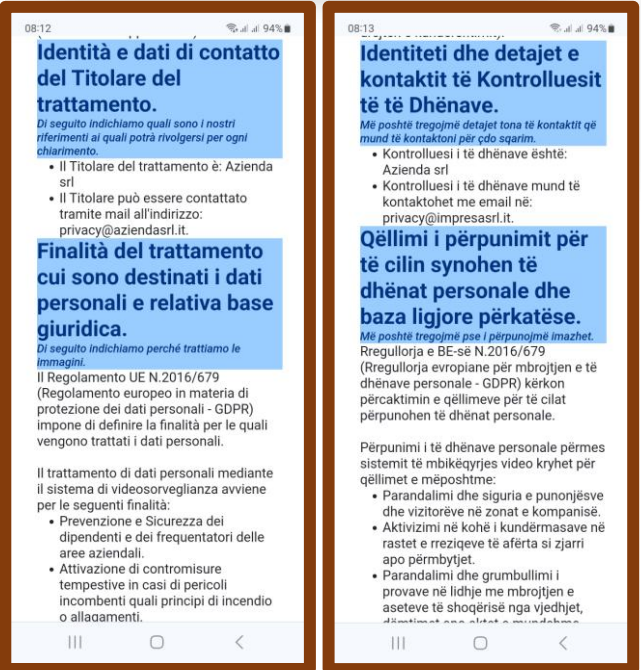 08:12
94%
Identità e dati di contatto
del Titolare del
trattamento.
Di seguito indichiamo quali sono i nostri
riferimenti ai quali potrà rivolgersi per ogni
chiarimento.
• Il Titolare del trattamento è: Azienda
srl
• Il Titolare può essere contattato
tramite mail all'indirizzo:
privacy@aziendasrl.it.
Finalità del trattamento
cui sono destinati i dati
personali e relativa base
giuridica.
Di seguito indichiamo perché trattiamo le
immagini.
Il Regolamento UE N.2016/679
(Regolamento europeo in materia di
protezione dei dati personali - GDPR)
impone di definire la finalità per le quali
vengono trattati i dati personali.
Il trattamento di dati personali mediante
il sistema di videosorveglianza avviene
per le seguenti finalità:
• Prevenzione e Sicurezza dei
dipendenti e dei frequentatori delle
aree aziendali.
• Attivazione di contromisure
tempestive in casi di pericoli
incombenti quali principi di incendio
o allagamenti.
08:13
94%
Identiteti dhe detajet e
kontaktit të Kontrolluesit
të të Dhënave.
Më poshtë tregojmë detajet tona të kontaktit që
mund të kontaktoni për çdo sqarim.
• Kontrolluesi i të dhënave është:
Azienda srl
• Kontrolluesi i të dhënave mund të
kontaktohet me email në:
privacy@impresasrl.it.
Qëllimi i përpunimit për
të cilin synohen të
dhënat personale dhe
baza ligjore përkatëse.
Më poshtë tregojmë pse i përpunojmë imazhet.
Rregullorja e BE-së N.2016/679
(Rregullorja evropiane për mbrojtjen e të
dhënave personale - GDPR) kërkon
përcaktimin e qëllimeve për të cilat
përpunohen të dhënat personale.
Përpunimi i të dhënave personale përmes
sistemit të mbikëqyrjes video kryhet për
qëllimet e mëposhtme:
• Parandalimi dhe siguria e punonjësve
dhe vizitorëve në zonat e kompanisë.
• Aktivizimi në kohë i kundërmasave në
rastet e rreziqeve të afërta si zjarri
apo përmbytjet.
• Parandalimi dhe grumbullimi i
provave në lidhje me mbrojtjen e
aseteve të shoqërisë nga vjedhjet,